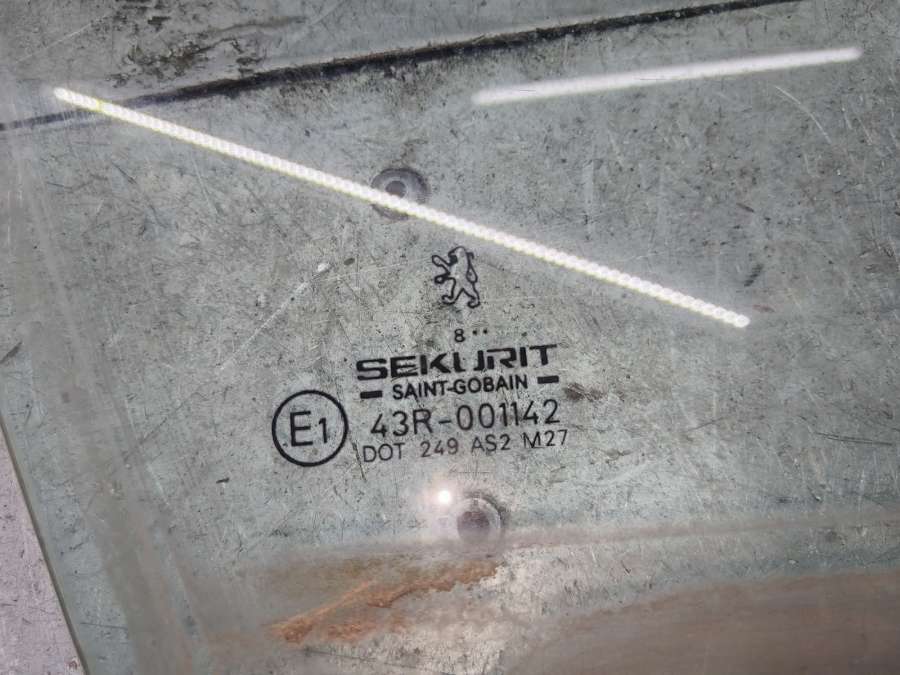 8 ••
SEKURIT
SAINT-GOBAIN
E1
43R-001142
DOT 249 AS2 M27